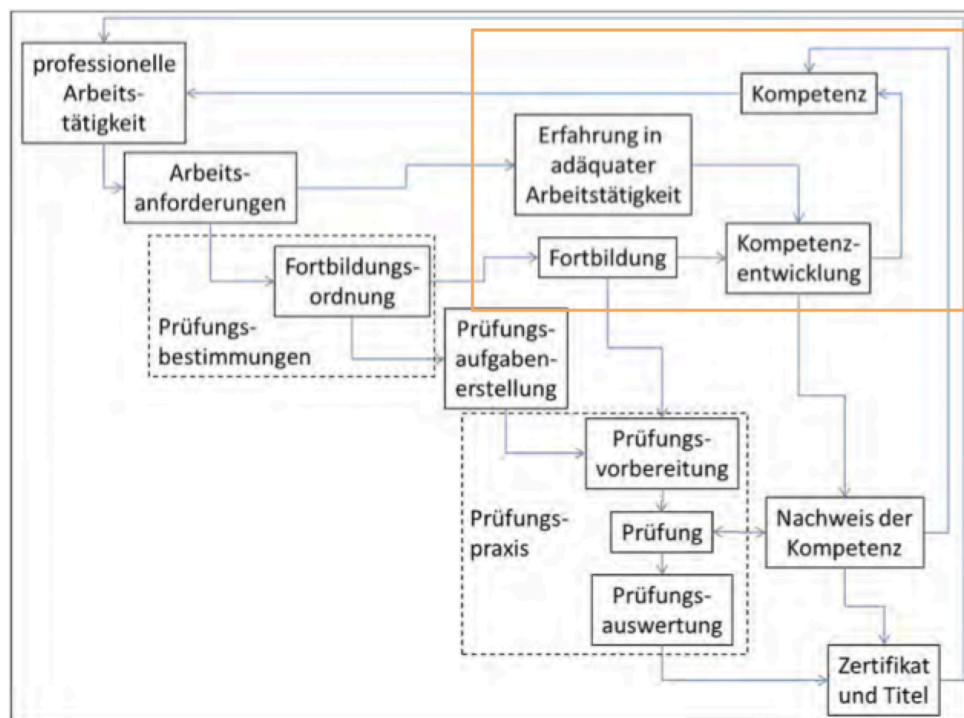 professionelle
Arbeits-
tätigkeit
Kompetenz
Erfahrung in
adäquater
Arbeitstätigkeit
Arbeits-
anforderungen
Fortbildungs-
ordnung
Fortbildung
Kompetenz-
entwicklung
Prüfungs-
bestimmungen
Prüfungs-
aufgaben-
erstellung
Prüfungs-
vorbereitung
Prüfungs-
praxis
Prüfung
Nachweis der
Kompetenz
Prüfungs-
auswertung
Zertifikat
und Titel